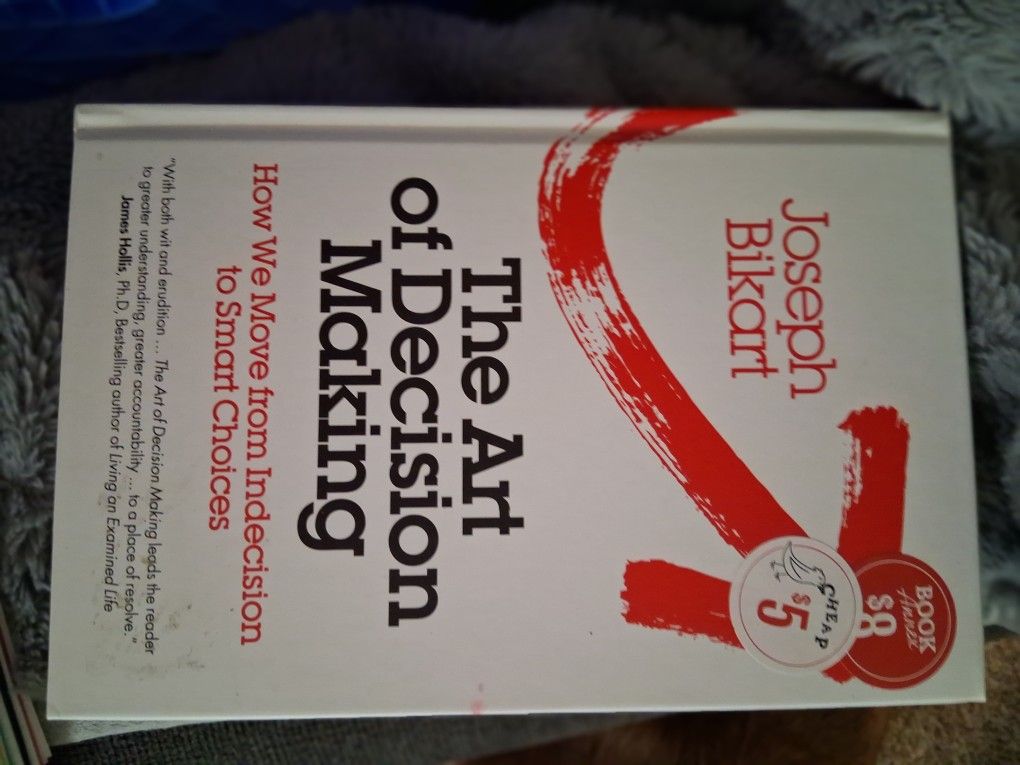 Joseph
Bikart
BOOK
$8
CHEAP
$5
The Art
of Decision
Making
How We Move from Indecision
to Smart Choices
"With both wit and erudition .... The Art of Decision Making leads the reader
to greater understanding, greater accountability ... to a place of resolve."
James Hollis, Ph.D, Bestselling author of Living an Examined Life